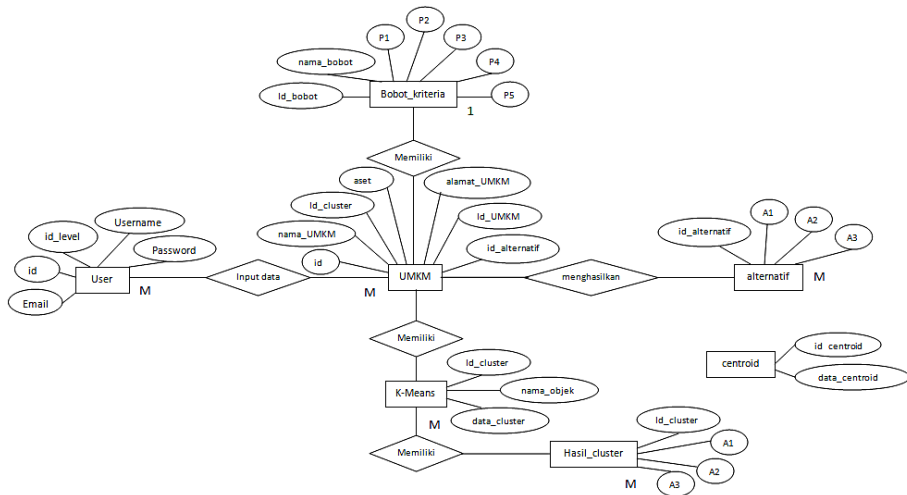 P2
P1
P3
nama_bobot
P4
Id_bobot
Bobot_kriteria
P5
1
Memiliki
aset
alamat_UMKM
Id_cluster
Id_UMKM
nama_UMKM
id_alternatif
id
UMKM
M
Username
id_level
Password
id
User
M
Email
Input data
menghasilkan
A1
A2
id_alternatif
A3
alternatif
M
Memiliki
id_centroid
centroid
data_centroid
Id_cluster
K-Means
nama_objek
M
data_cluster
Memiliki
Id_cluster
A1
Hasil_cluster
A2
M
A3